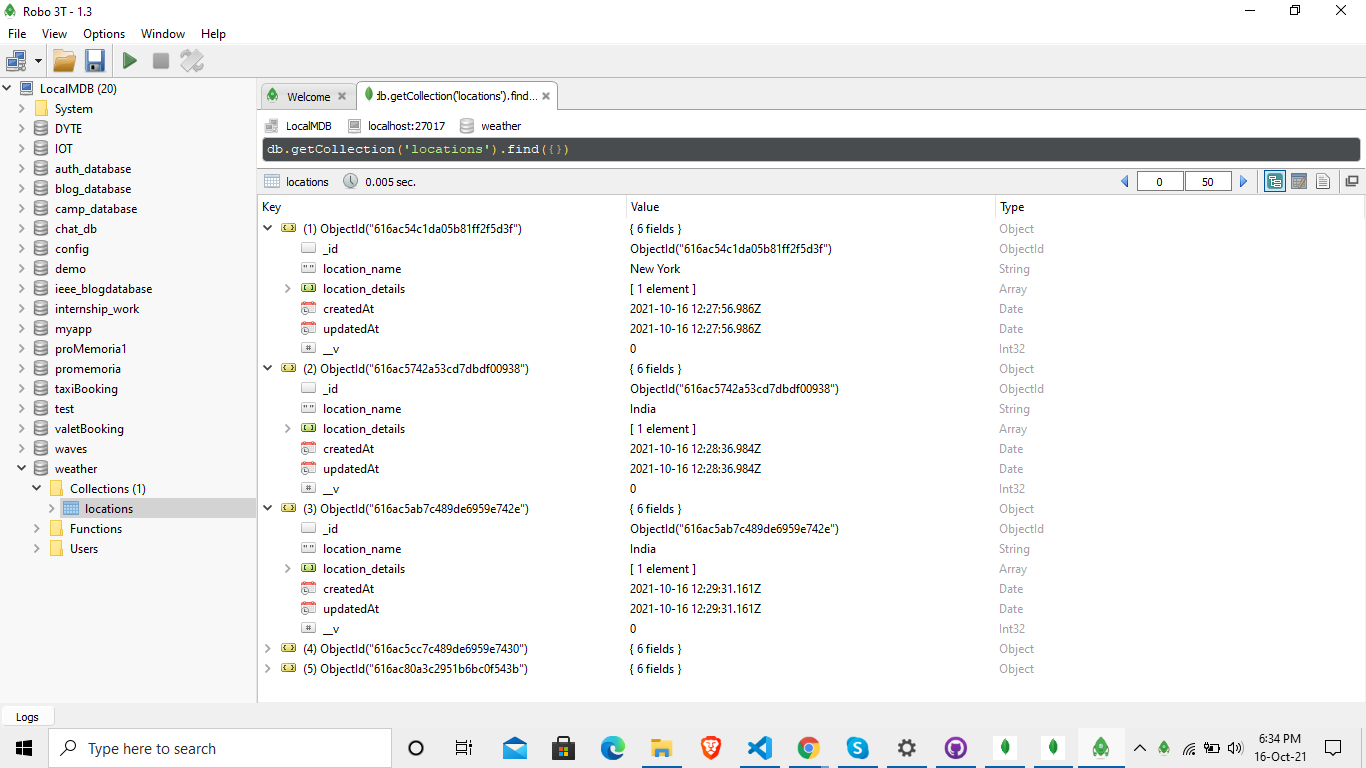 Robo 3T - 1.3
File View Options Window Help
LocalMDB (20)
System
DYTE
IOT
auth_database
blog_database
camp_database
chat_db
config
demo
ieee_blogdatabase
internship_work
myapp
proMemoria1
promemoria
taxiBooking
test
valetBooking
waves
weather
Collections (1)
locations
Functions
Users
Welcome db.getCollection('locations').find...
LocalMDB localhost:27017 weather
db.getCollection('locations').find({})
locations 0.005 sec. 0 50
Key Value Type
(1) ObjectId("616ac54c1da05b81ff2f5d3f") { 6 fields } Object
_id ObjectId("616ac54c1da05b81ff2f5d3f") ObjectId
location_name New York String
location_details [ 1 element ] Array
createdAt 2021-10-16 12:27:56.986Z Date
updatedAt 2021-10-16 12:27:56.986Z Date
__v 0 Int32
(2) ObjectId("616ac5742a53cd7dbdf00938") { 6 fields } Object
_id ObjectId("616ac5742a53cd7dbdf00938") ObjectId
location_name India String
location_details [ 1 element ] Array
createdAt 2021-10-16 12:28:36.984Z Date
updatedAt 2021-10-16 12:28:36.984Z Date
__v 0 Int32
(3) ObjectId("616ac5ab7c489de6959e742e") { 6 fields } Object
_id ObjectId("616ac5ab7c489de6959e742e") ObjectId
location_name India String
location_details [ 1 element ] Array
createdAt 2021-10-16 12:29:31.161Z Date
updatedAt 2021-10-16 12:29:31.161Z Date
__v 0 Int32
(4) ObjectId("616ac5cc7c489de6959e7430") { 6 fields } Object
(5) ObjectId("616ac80a3c2951b6bc0f543b") { 6 fields } Object
Logs
Type here to search
6:34 PM
16-Oct-21